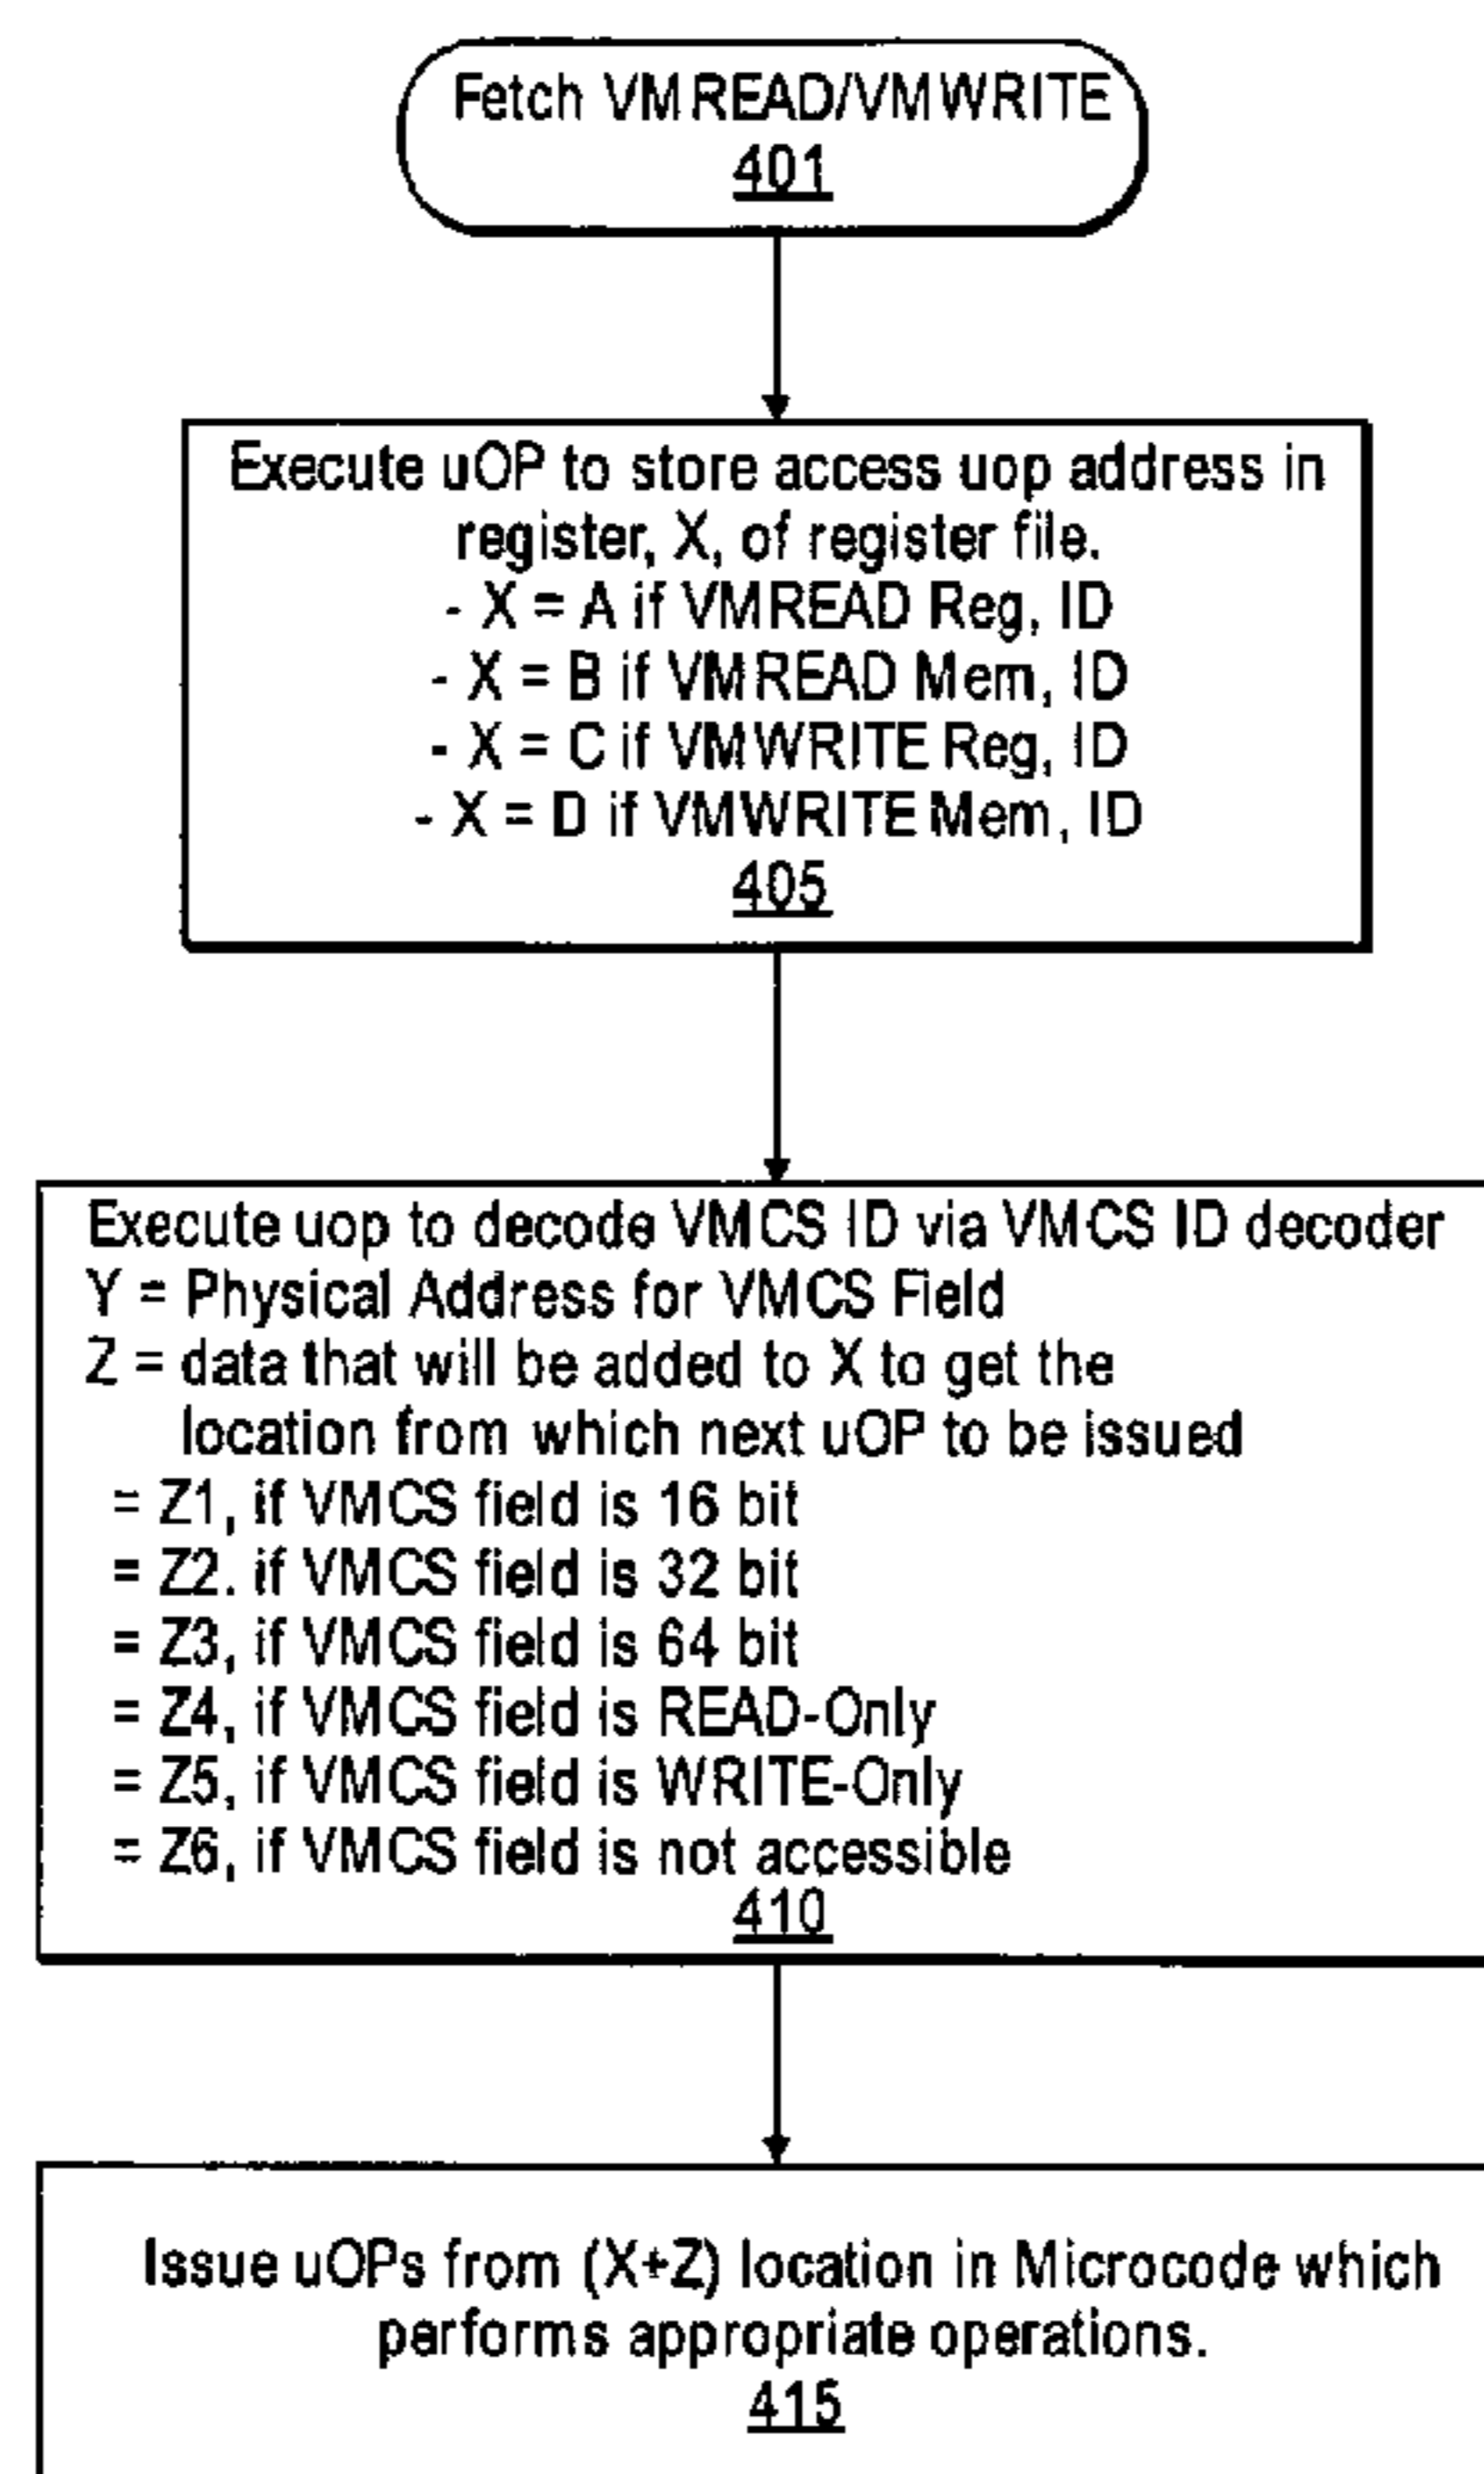 Fetch VMREAD/VMWRITE
401
Execute uOP to store access uop address in
register, X, of register file.
- X = A if VMREAD Reg, ID
- X = B if VMREAD Mem, ID
- X = C if VMWRITE Reg, ID
- X = D if VMWRITE Mem, ID
405
Execute uop to decode VMCS ID via VMCS ID decoder
Y = Physical Address for VMCS Field
Z = data that will be added to X to get the
location from which next uOP to be issued
= Z1, if VMCS field is 16 bit
= Z2. if VMCS field is 32 bit
= Z3, if VMCS field is 64 bit
= Z4, if VMCS field is READ-Only
= Z5, if VMCS field is WRITE-Only
= Z6, if VMCS field is not accessible
410
Issue uOPs from (X+Z) location in Microcode which
performs appropriate operations.
415